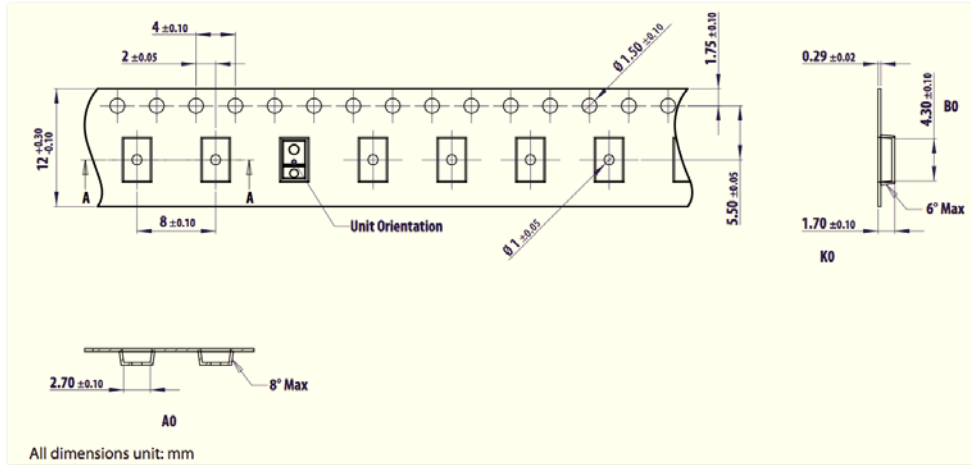 4 ±0.10
2 ±0.05
Ø 1.50 ±0.10
1.75 ±0.10
0.29 ±0.02
4.30 ±0.10
B0
12 +0.30 -0.10
A
A
8 ±0.10
Unit Orientation
Ø 1 ±0.05
5.50 ±0.05
6° Max
1.70 ±0.10
K0
2.70 ±0.10
8° Max
A0
All dimensions unit: mm